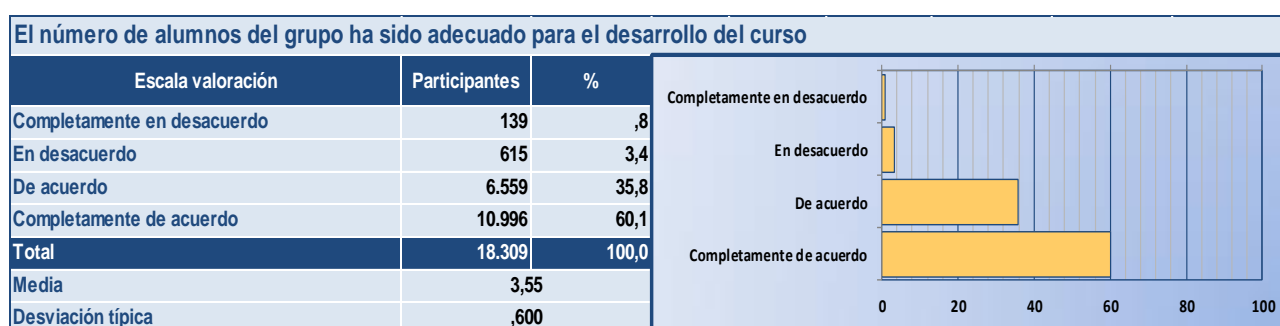 El número de alumnos del grupo ha sido adecuado para el desarrollo del curso
Escala valoración Participantes %
Completamente en desacuerdo 139 ,8
En desacuerdo 615 3,4
De acuerdo 6.559 35,8
Completamente de acuerdo 10.996 60,1
Total 18.309 100,0
Media 3,55
Desviación típica ,600
Completamente en desacuerdo
En desacuerdo
De acuerdo
Completamente de acuerdo
0 20 40 60 80 100